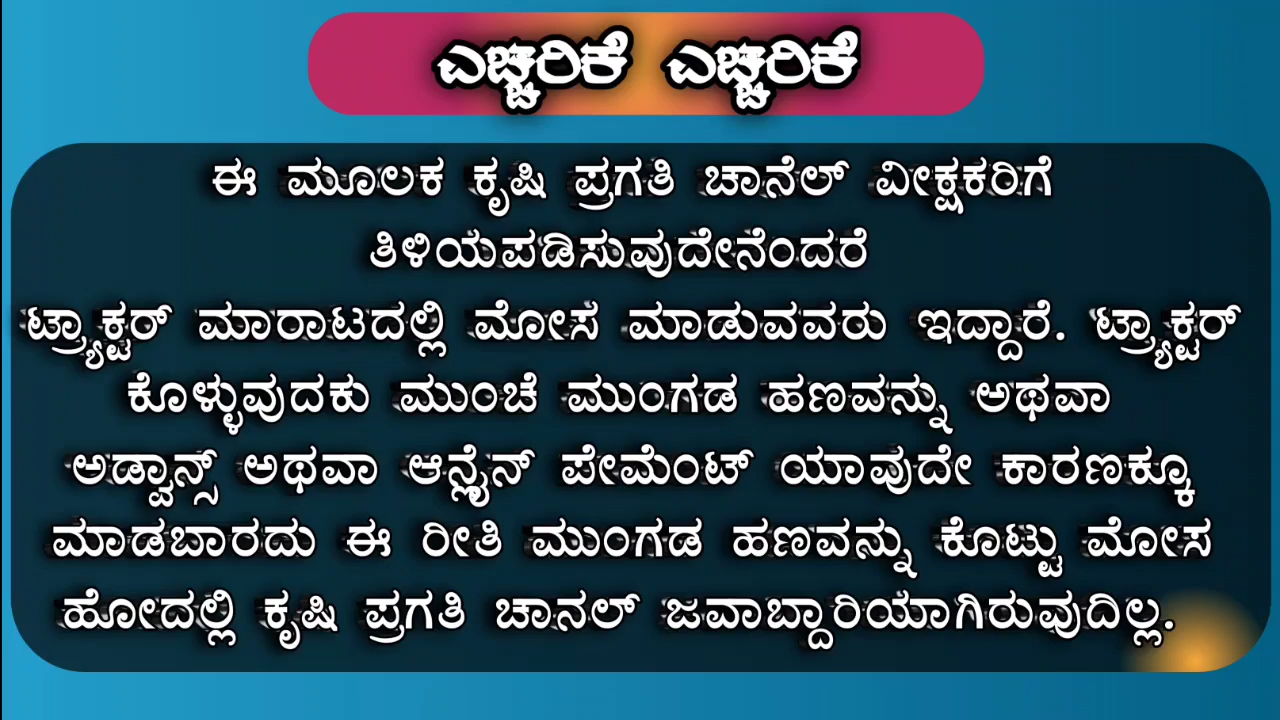 ಎಚ್ಚರಿಕೆ ಎಚ್ಚರಿಕೆ
ಈ ಮೂಲಕ ಕೃಷಿ ಪ್ರಗತಿ ಚಾನೆಲ್ ವೀಕ್ಷಕರಿಗೆ
ತಿಳಿಯಪಡಿಸುವುದೇನೆಂದರೆ
ಟ್ರ್ಯಾಕ್ಟರ್ ಮಾರಾಟದಲ್ಲಿ ಮೋಸ ಮಾಡುವವರು ಇದ್ದಾರೆ. ಟ್ರ್ಯಾಕ್ಟರ್
ಕೊಳ್ಳುವುದಕು ಮುಂಚೆ ಮುಂಗಡ ಹಣವನ್ನು ಅಥವಾ
ಅಡ್ವಾನ್ಸ್ ಅಥವಾ ಆನ್ಲೈನ್ ಪೇಮೆಂಟ್ ಯಾವುದೇ ಕಾರಣಕ್ಕೂ
ಮಾಡಬಾರದು ಈ ರೀತಿ ಮುಂಗಡ ಹಣವನ್ನು ಕೊಟ್ಟು ಮೋಸ
ಹೋದಲ್ಲಿ ಕೃಷಿ ಪ್ರಗತಿ ಚಾನಲ್ ಜವಾಬ್ದಾರಿಯಾಗಿರುವುದಿಲ್ಲ.